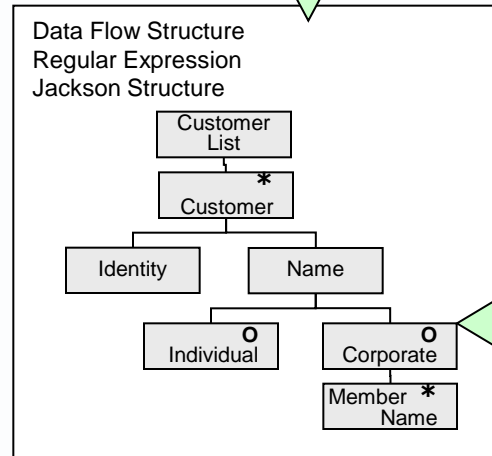 Data Flow Structure
Regular Expression
Jackson Structure
Customer
List
*
Customer
Identity
Name
O
Individual
O
Corporate
Member *
Name